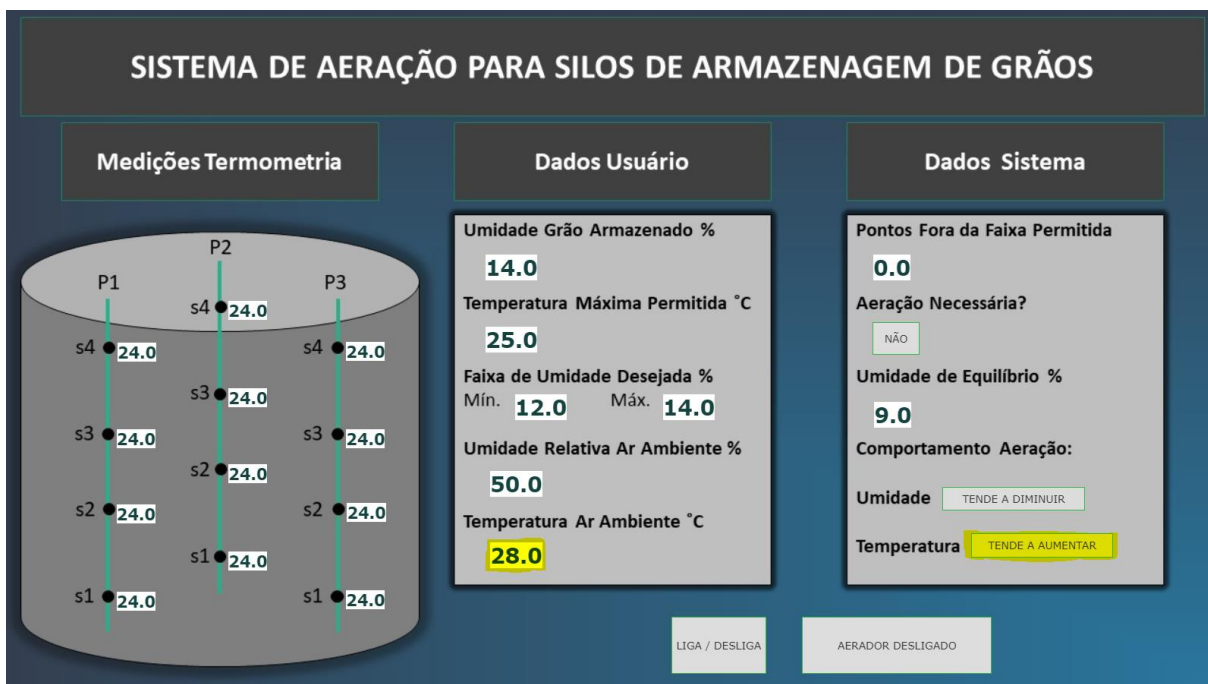 SISTEMA DE AERAÇÃO PARA SILOS DE ARMAZENAGEM DE GRÃOS
Medições Termometria
P2
P1
P3
s4 24.0
s4 24.0
s4 24.0
s3 24.0
s3 24.0
s3 24.0
s2 24.0
s2 24.0
s2 24.0
s1 24.0
s1 24.0
s1 24.0
Dados Usuário
Umidade Grão Armazenado %
14.0
Temperatura Máxima Permitida °C
25.0
Faixa de Umidade Desejada %
Mín. 12.0 Máx. 14.0
Umidade Relativa Ar Ambiente %
50.0
Temperatura Ar Ambiente °C
28.0
Dados Sistema
Pontos Fora da Faixa Permitida
0.0
Aeração Necessária?
NÃO
Umidade de Equilíbrio %
9.0
Comportamento Aeração:
Umidade TENDE A DIMINUIR
Temperatura TENDE A AUMENTAR
LIGA / DESLIGA
AERADOR DESLIGADO